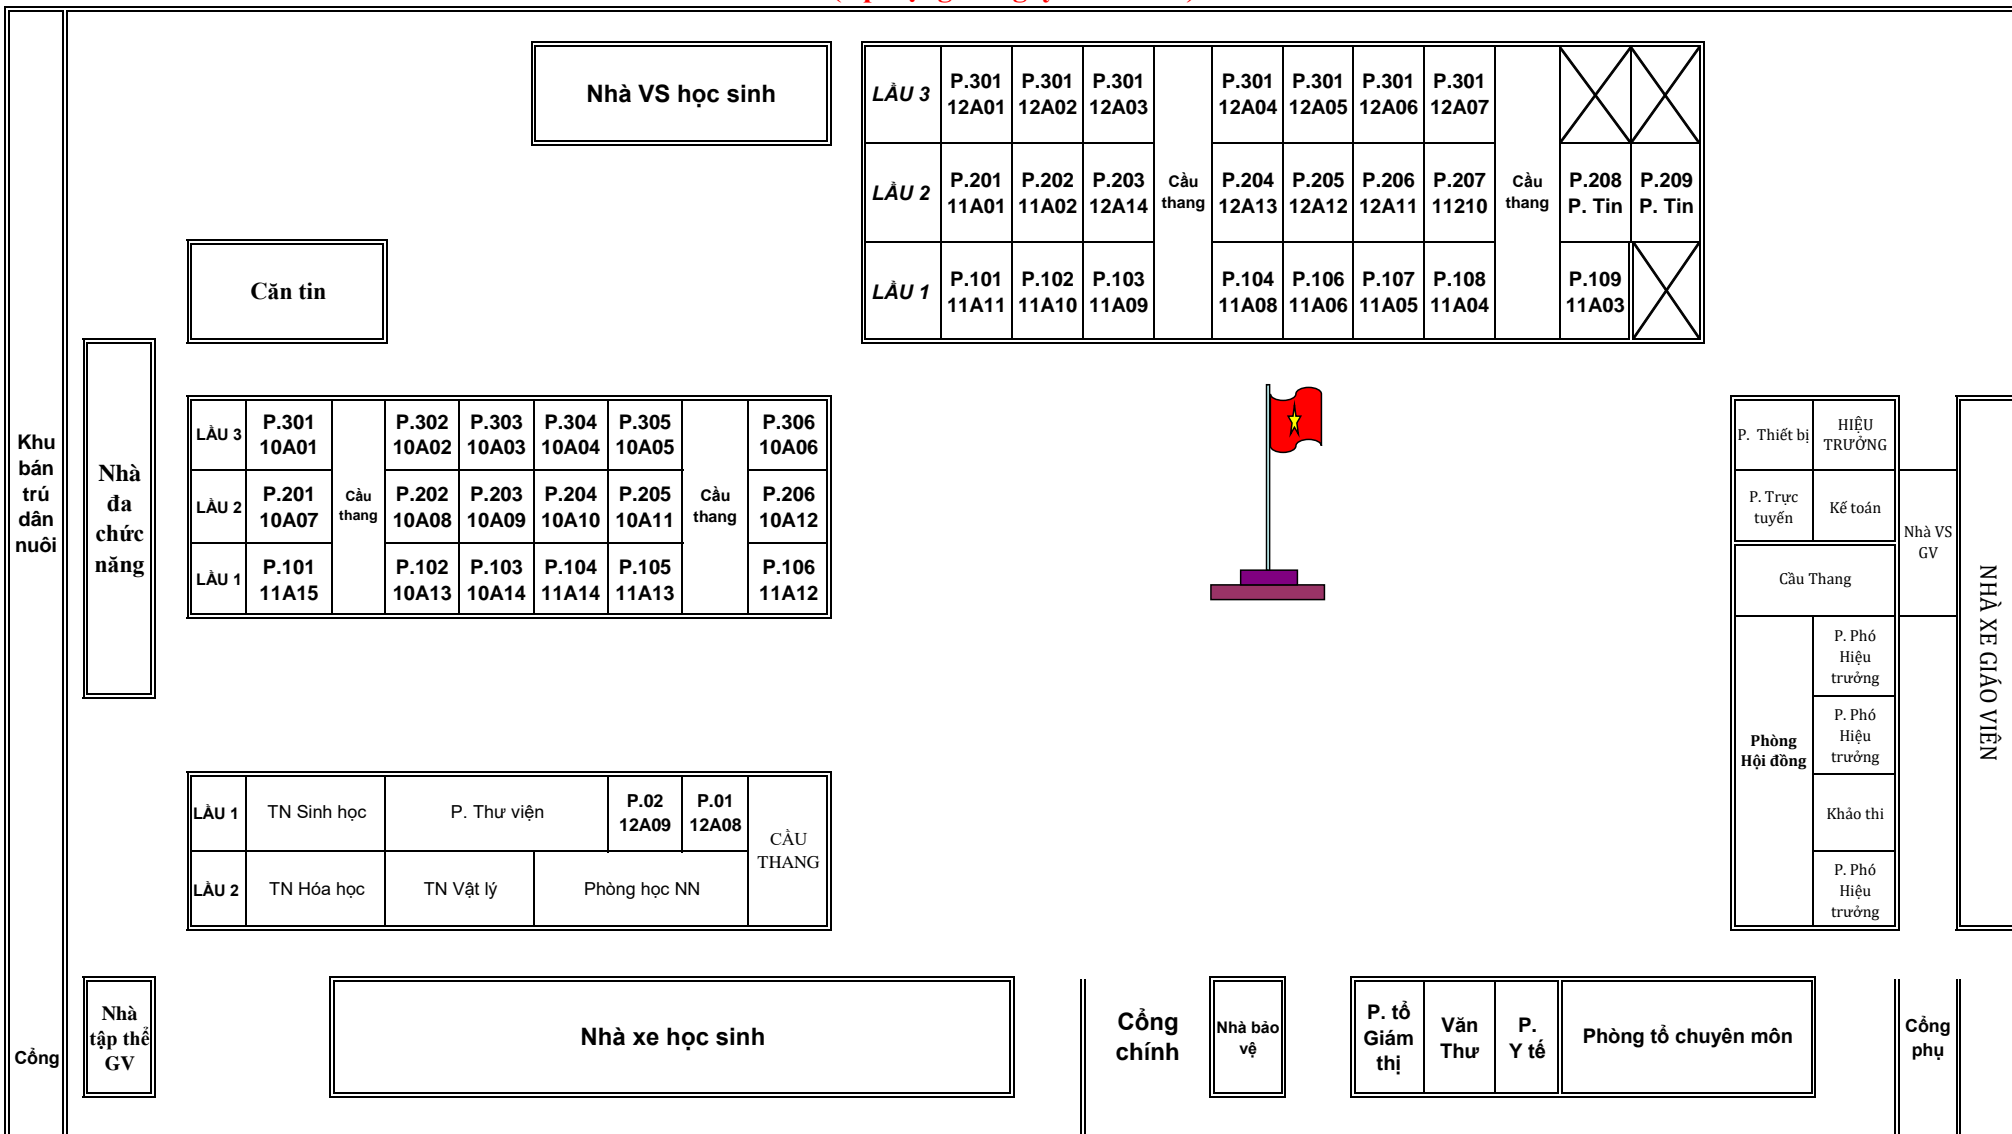 Nhà VS học sinh
LẦU 3 P.301 P.301 P.301 P.301 P.301 P.301 P.301
12A01 12A02 12A03 12A04 12A05 12A06 12A07
LẦU 2 P.201 P.202 P.203 Cầu P.204 P.205 P.206 P.207 Cầu P.208 P.209
11A01 11A02 12A14 thang 12A13 12A12 12A11 11210 thang P. Tin P. Tin
LẦU 1 P.101 P.102 P.103 P.104 P.106 P.107 P.108 P.109
11A11 11A10 11A09 11A08 11A06 11A05 11A04 11A03
Căn tin
Khu
bán
trú
dân
nuôi
Nhà
đa
chức
năng
LẦU 3 P.301 P.302 P.303 P.304 P.305 P.306
10A01 10A02 10A03 10A04 10A05 10A06
LẦU 2 P.201 Cầu P.202 P.203 P.204 P.205 Cầu P.206
10A07 thang 10A08 10A09 10A10 10A11 thang 10A12
LẦU 1 P.101 P.102 P.103 P.104 P.105 P.106
11A15 10A13 10A14 11A14 11A13 11A12
P. Thiết bị
HIỆU
TRƯỞNG
P. Trực
tuyến
Kế toán
Nhà VS
GV
Cầu Thang
Phòng
Hội đồng
P. Phó
Hiệu
trưởng
P. Phó
Hiệu
trưởng
Khảo thi
P. Phó
Hiệu
trưởng
NHÀ XE GIÁO VIÊN
LẦU 1 TN Sinh học P. Thư viện P.02 P.01
12A09 12A08
CẦU
THANG
LẦU 2 TN Hóa học TN Vật lý Phòng học NN
Cổng
Nhà
tập thể
GV
Nhà xe học sinh
Cổng
chính
Nhà bảo
vệ
P. tổ
Giám
thị
Văn
Thư
P.
Y tế
Phòng tổ chuyên môn
Cổng
phụ